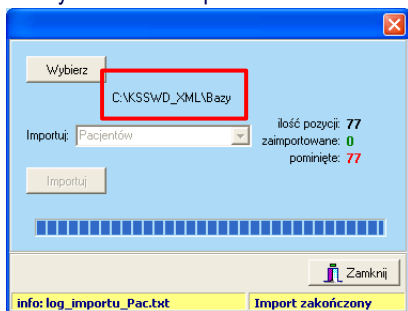 Wybierz
C:\KSSWD_XML\Bazy
Importuj: Pacjentów
ilość pozycji: 77
zaimportowane: 0
pominięte: 77
Importuj
Zamknij
info: log_importu_Pac.txt
Import zakończony